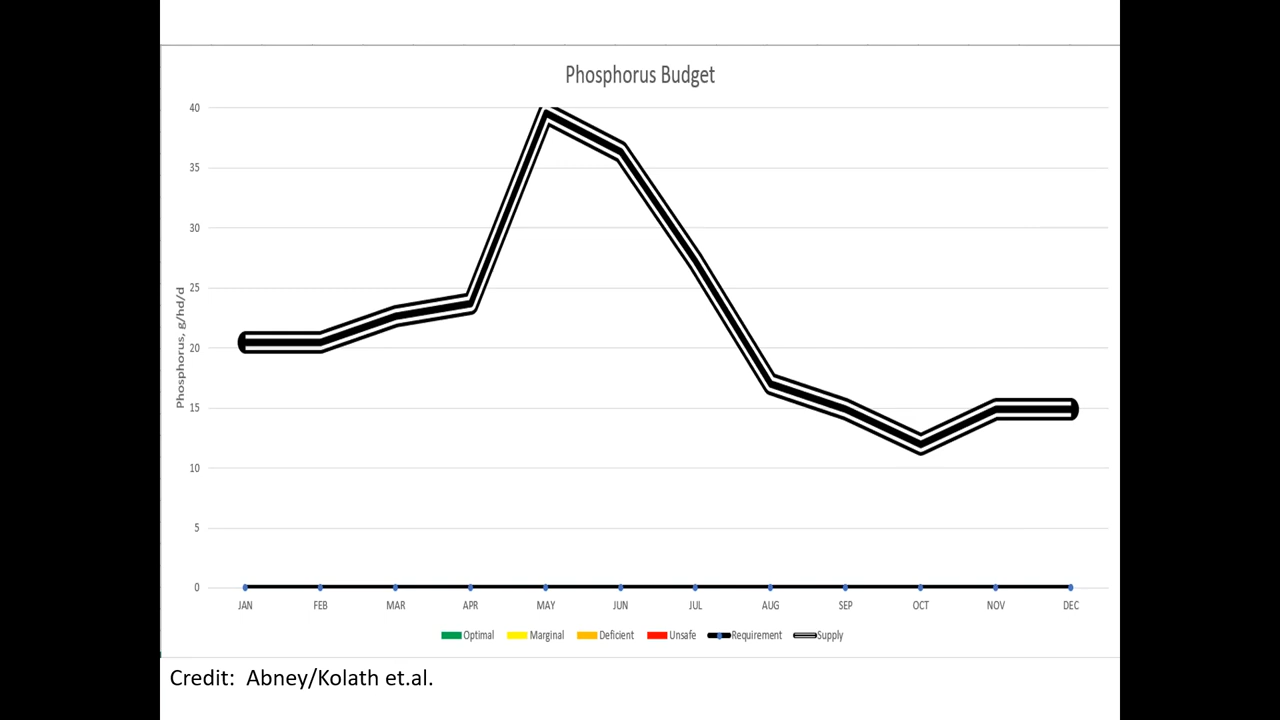 Phosphorus Budget
Phosphorus, g/hd/d
40
35
30
25
20
15
10
5
0
JAN FEB MAR APR MAY JUN JUL AUG SEP OCT NOV DEC
Optimal Marginal Deficient Unsafe Requirement Supply
Credit: Abney/Kolath et.al.